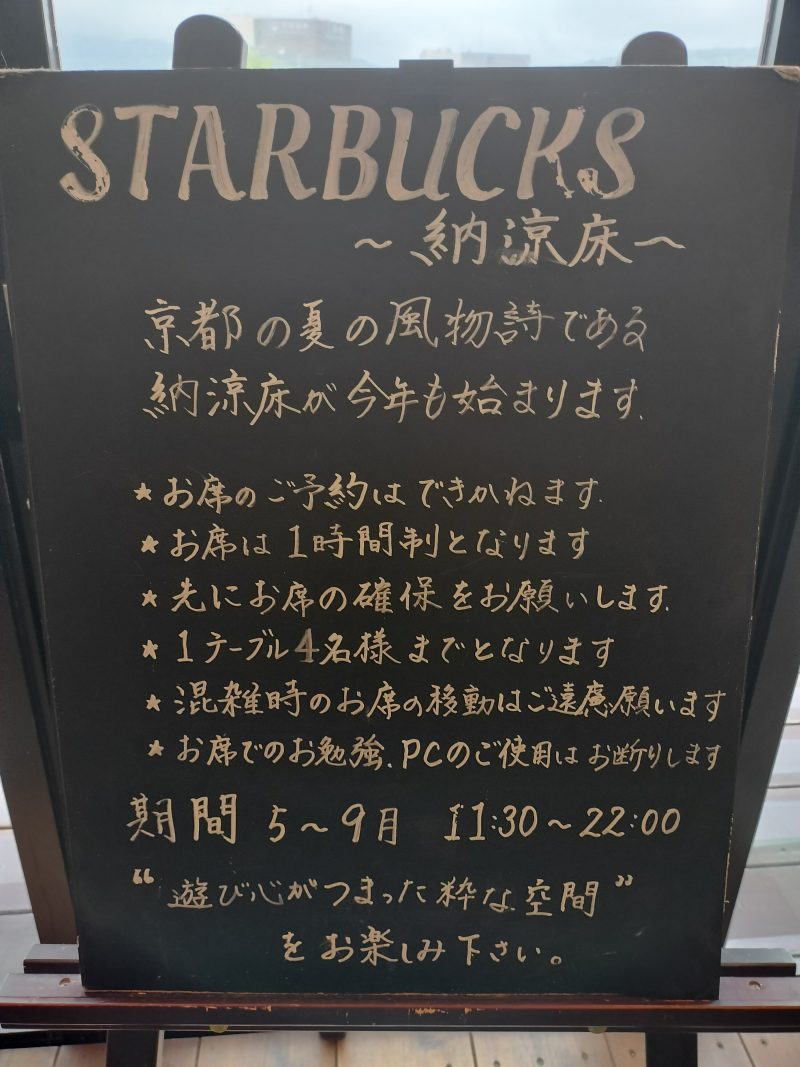 STARBUCKS
～納涼床～
京都の夏の風物詩である
納涼床が今年も始まります.
★お席のご予約はできかねます.
★お席は1時間制となります
★先にお席の確保をお願いします.
★1テーブル4名様までとなります
★混雑時のお席の移動はご遠慮願います
★お席でのお勉強、PCのご使用はお断りします
期間 5～9月 11:30～22:00
“遊び心がつまった粋な空間”
をお楽しみ下さい。